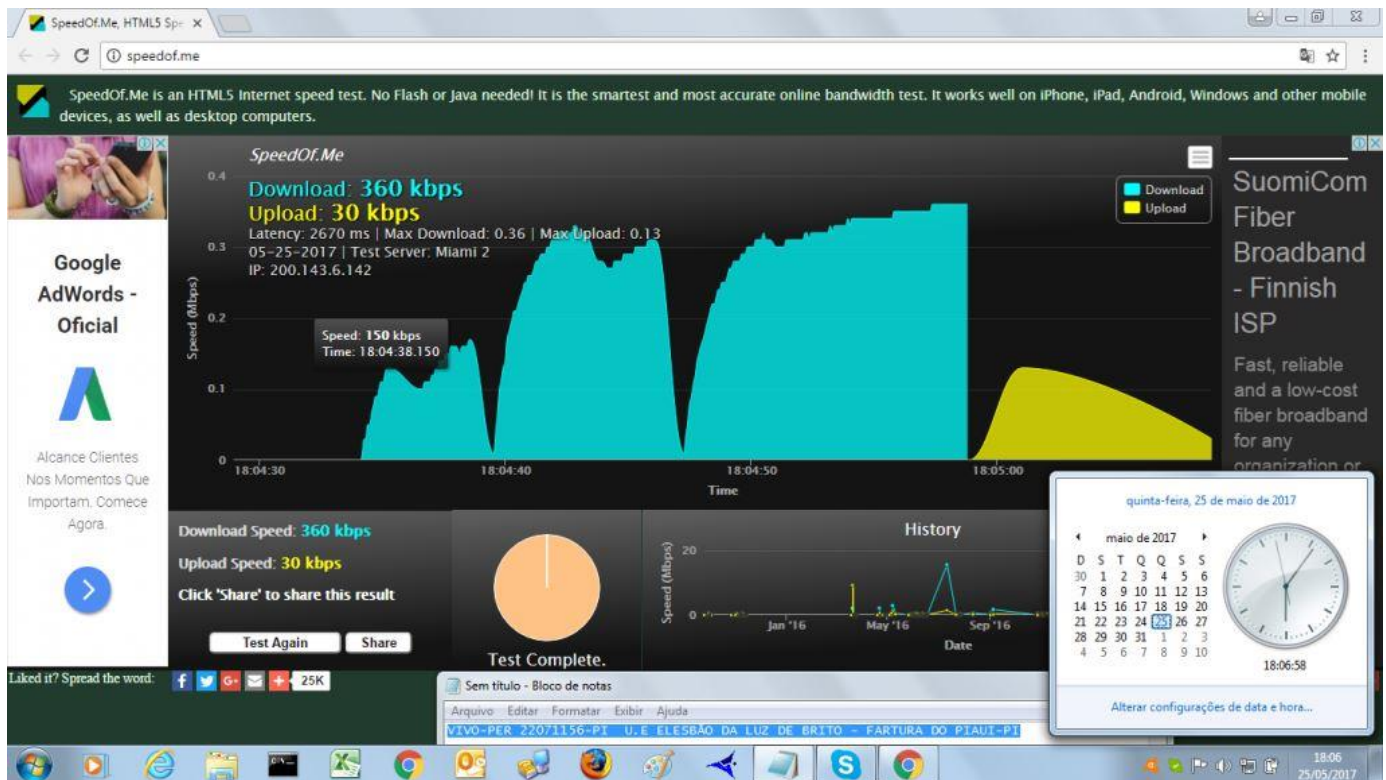 SpeedOf.Me, HTML5 Spe
speedof.me
SpeedOf.Me is an HTML5 Internet speed test. No Flash or Java needed! It is the smartest and most accurate online bandwidth test. It works well on iPhone, iPad, Android, Windows and other mobile
devices, as well as desktop computers.
Google
AdWords -
Oficial
Alcance Clientes
Nos Momentos Que
Importam. Comece
Agora.
SpeedOf.Me
Download: 360 kbps
Upload: 30 kbps
Latency: 2670 ms | Max Download: 0.36 | Max Upload: 0.13
05-25-2017 | Test Server: Miami 2
IP: 200.143.6.142
Download
Upload
Speed (Mbps)
0.4
0.3
0.2
0.1
0
Speed: 150 kbps
Time: 18:04:38.150
18:04:30
18:04:40
18:04:50
18:05:00
Time
SuomiCom
Fiber
Broadband
- Finnish
ISP
Fast, reliable
and a low-cost
fiber broadband
for any
organization or
Download Speed: 360 kbps
Upload Speed: 30 kbps
Click 'Share' to share this result
Test Again
Share
Test Complete.
History
Speed (Mbps)
20
0
Jan '16
May '16
Sep '16
Date
quinta-feira, 25 de maio de 2017
maio de 2017
D S T Q Q S S
30 1 2 3 4 5 6
7 8 9 10 11 12 13
14 15 16 17 18 19 20
21 22 23 24 25 26 27
28 29 30 31 1 2 3
4 5 6 7 8 9 10
18:06:58
Alterar configurações de data e hora...
Liked it? Spread the word:
25K
Sem título - Bloco de notas
Arquivo Editar Formatar Exibir Ajuda
VIVO-PER 22071156-PI U.E ELESBÃO DA LUZ DE BRITO - FARTURA DO PIAUI-PI
18:06
25/05/2017